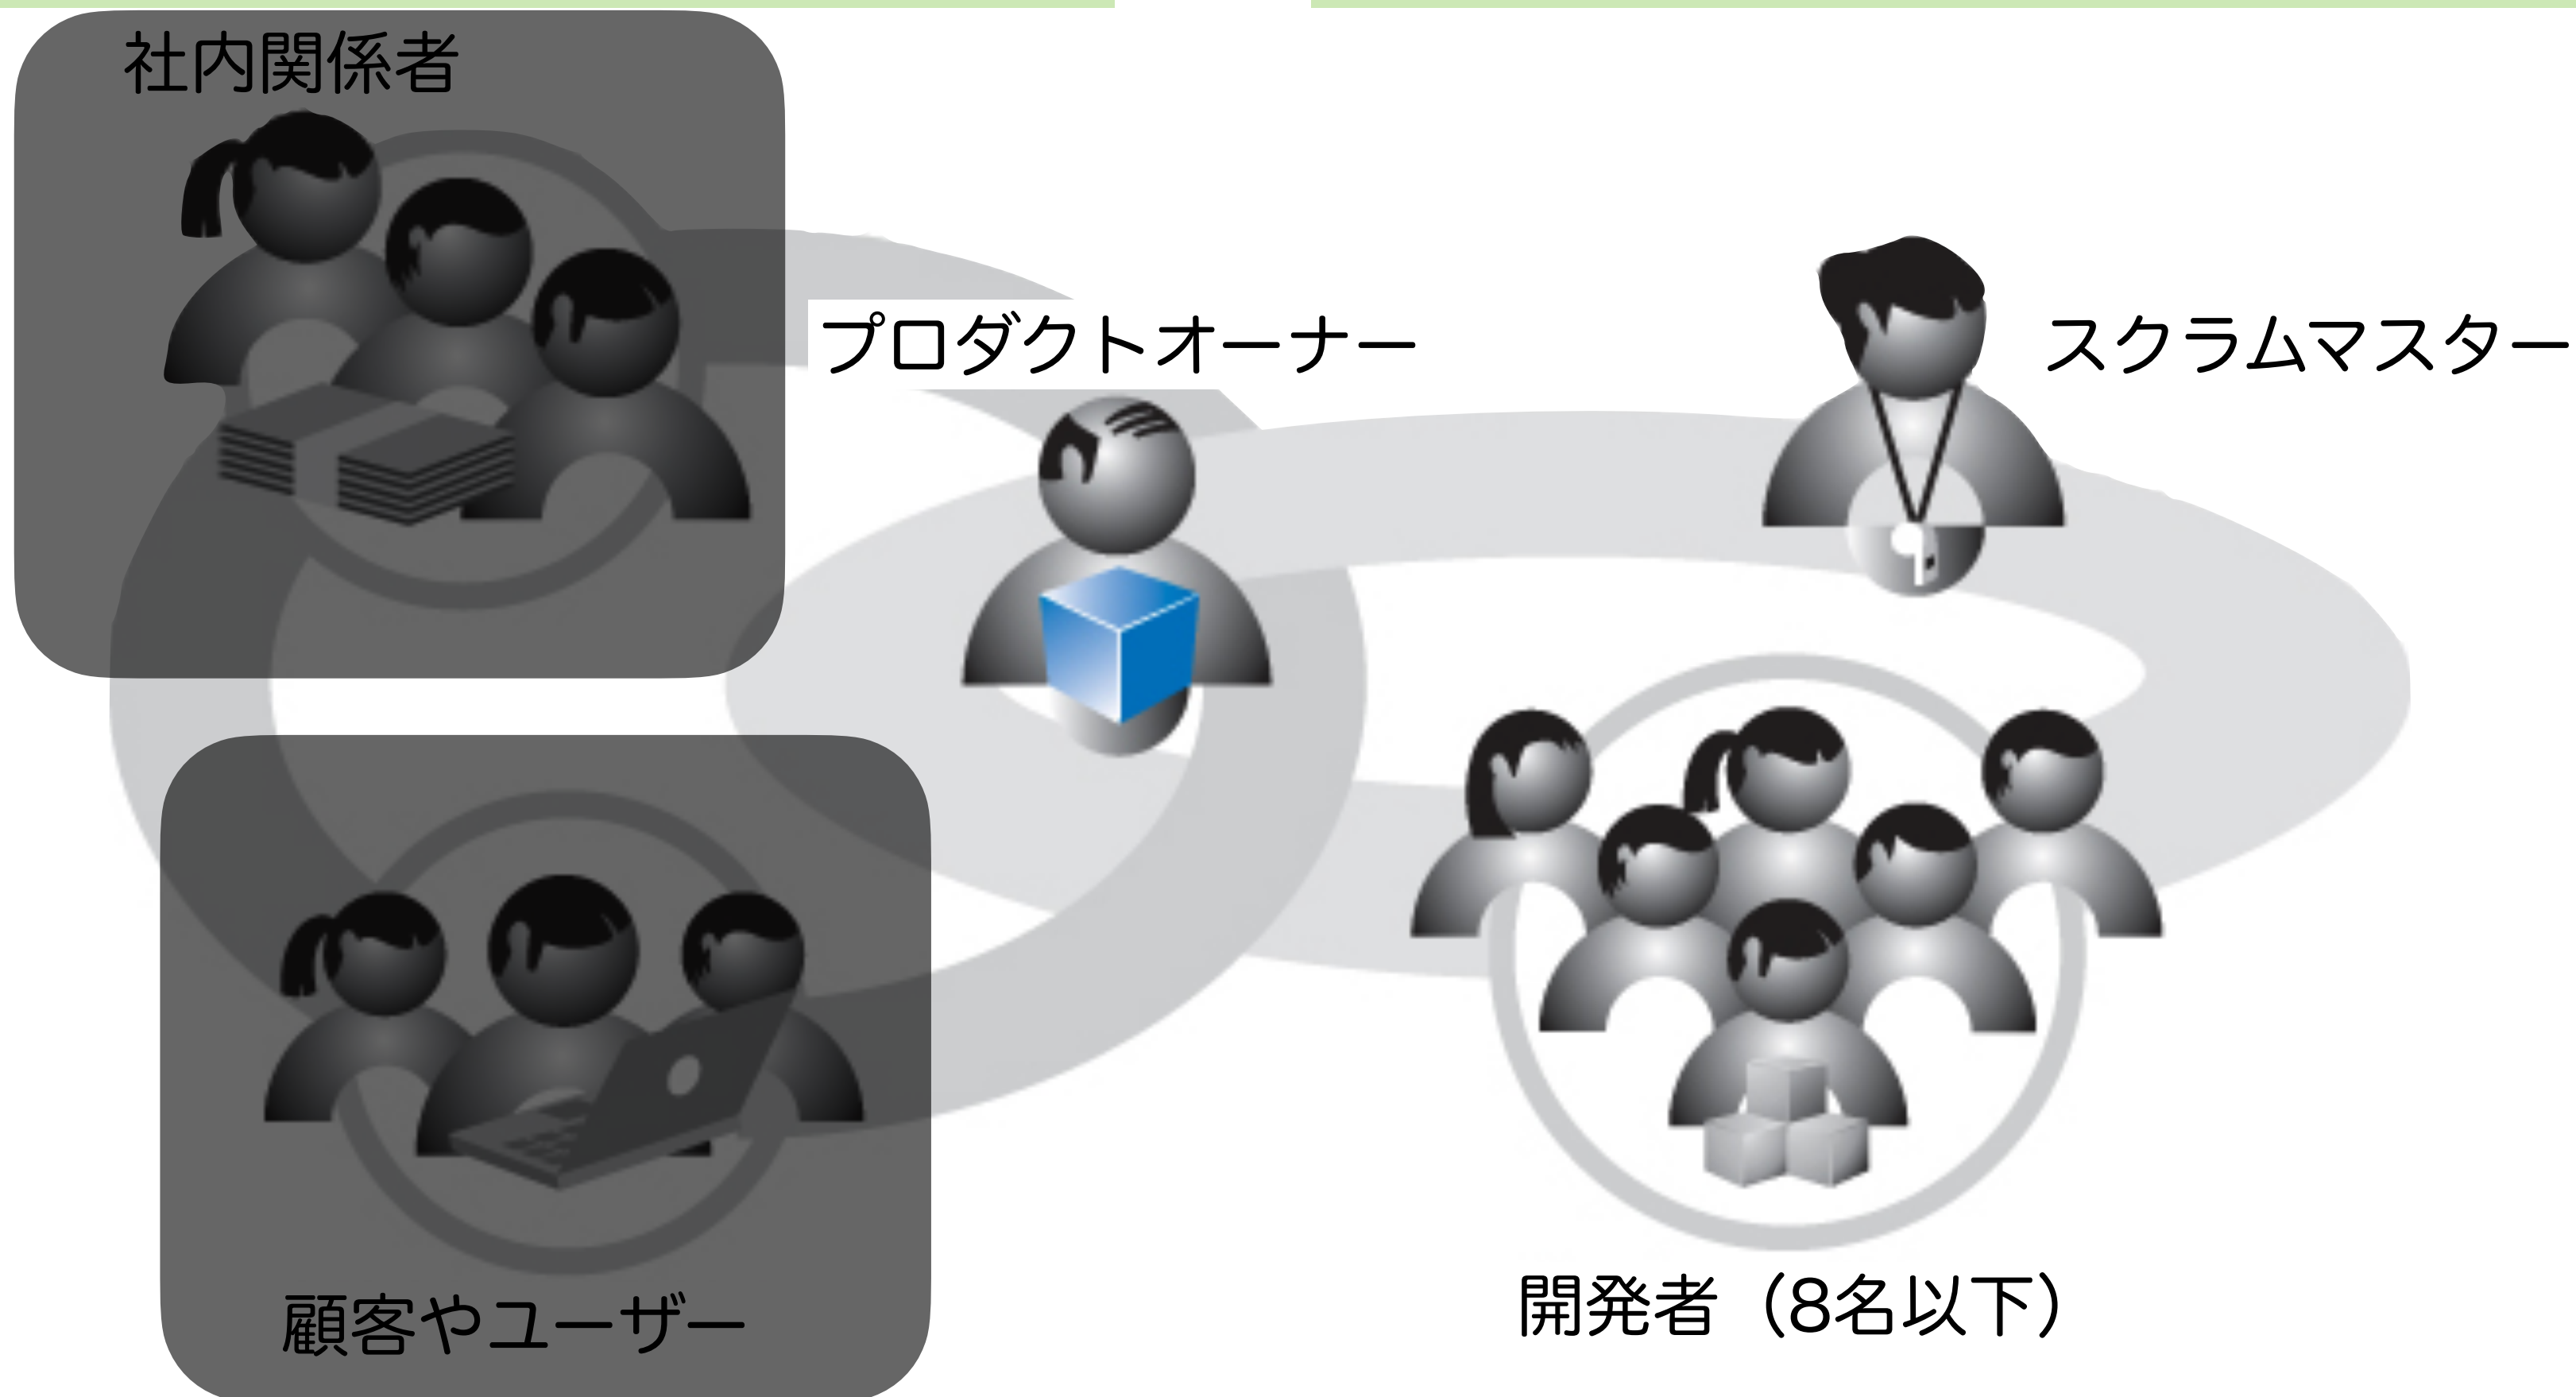 社内関係者
プロダクトオーナー
スクラムマスター
顧客やユーザー
開発者（8名以下）